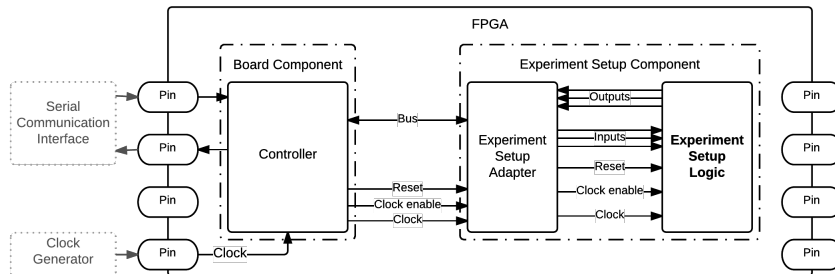 FPGA
Board Component
Experiment Setup Component
Pin
Pin
Serial
Communication
Interface
Outputs
Bus
Inputs
Controller
Experiment
Setup
Adapter
Experiment
Setup
Logic
Pin
Pin
Reset
Reset
Clock enable
Clock enable
Clock
Clock
Pin
Pin
Clock
Generator
Pin
Clock
Pin